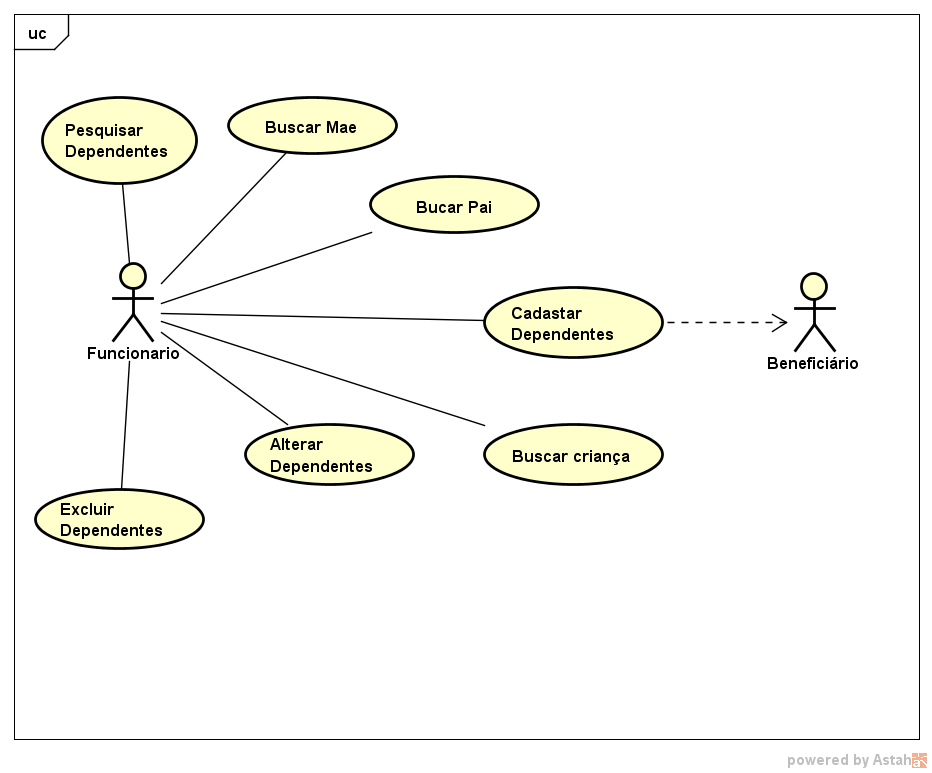 uc
Pesquisar
Dependentes
Buscar Mae
Bucar Pai
Cadastar
Dependentes
Funcionario
Beneficiário
Alterar
Dependentes
Buscar criança
Excluir
Dependentes
powered by Astah